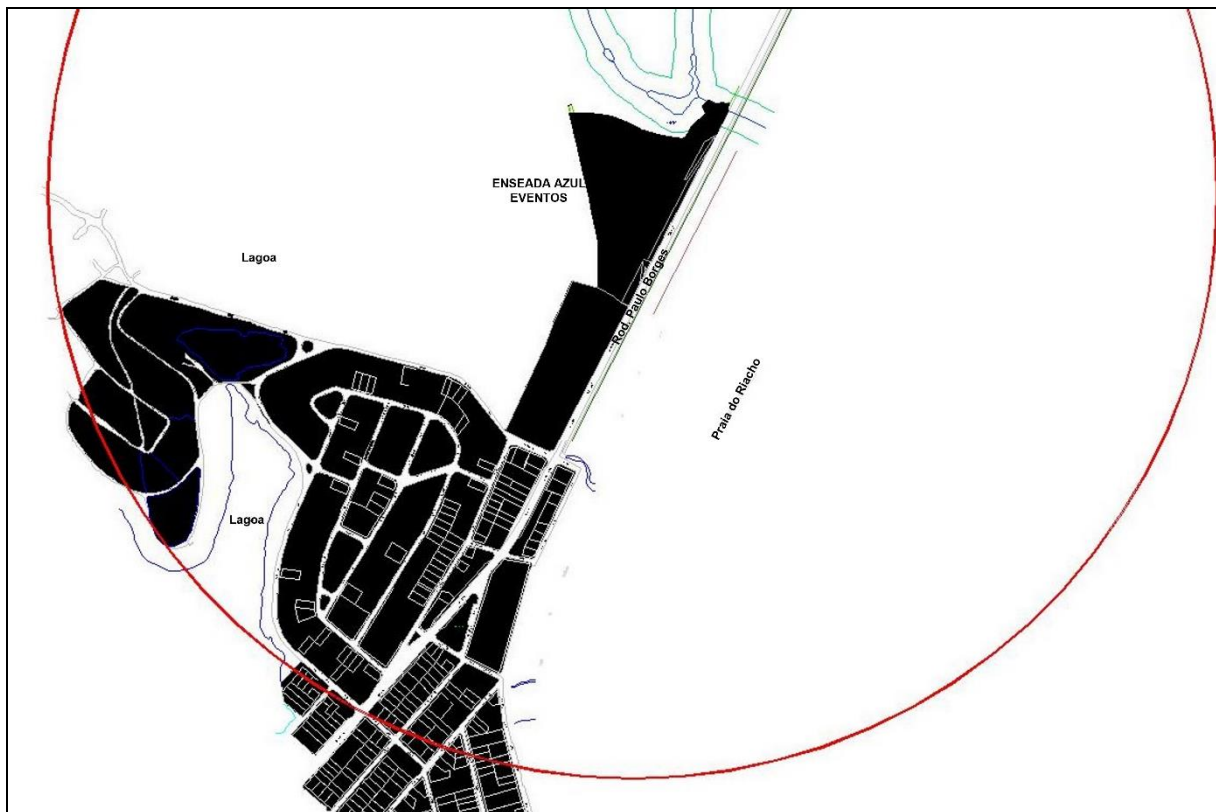 ENSEADA AZUL
EVENTOS
Lagoa
Rod. Paulo Borges
Praia do Riacho
Lagoa